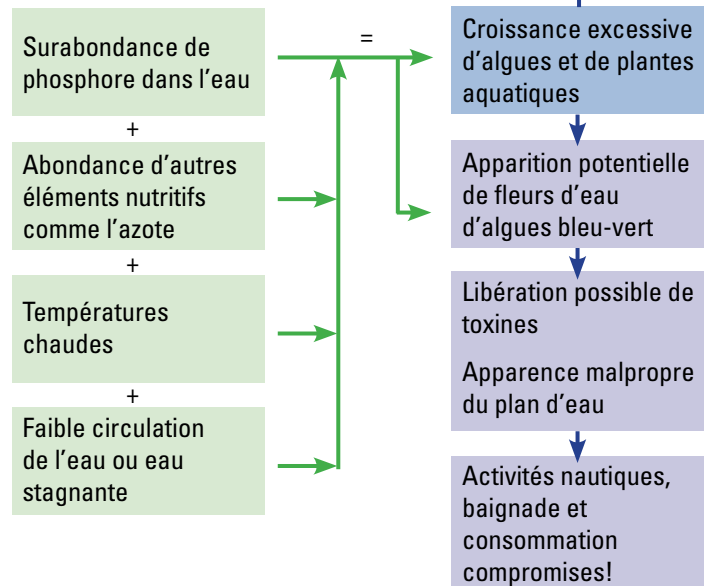 Surabondance de
phosphore dans l'eau
+
Abondance d'autres
éléments nutritifs
comme l'azote
+
Températures
chaudes
+
Faible circulation
de l'eau ou eau
stagnante
=
Croissance excessive
d'algues et de plantes
aquatiques
Apparition potentielle
de fleurs d'eau
d'algues bleu-vert
Libération possible de
toxines
Apparence malpropre
du plan d'eau
Activités nautiques,
baignade et
consommation
compromises!